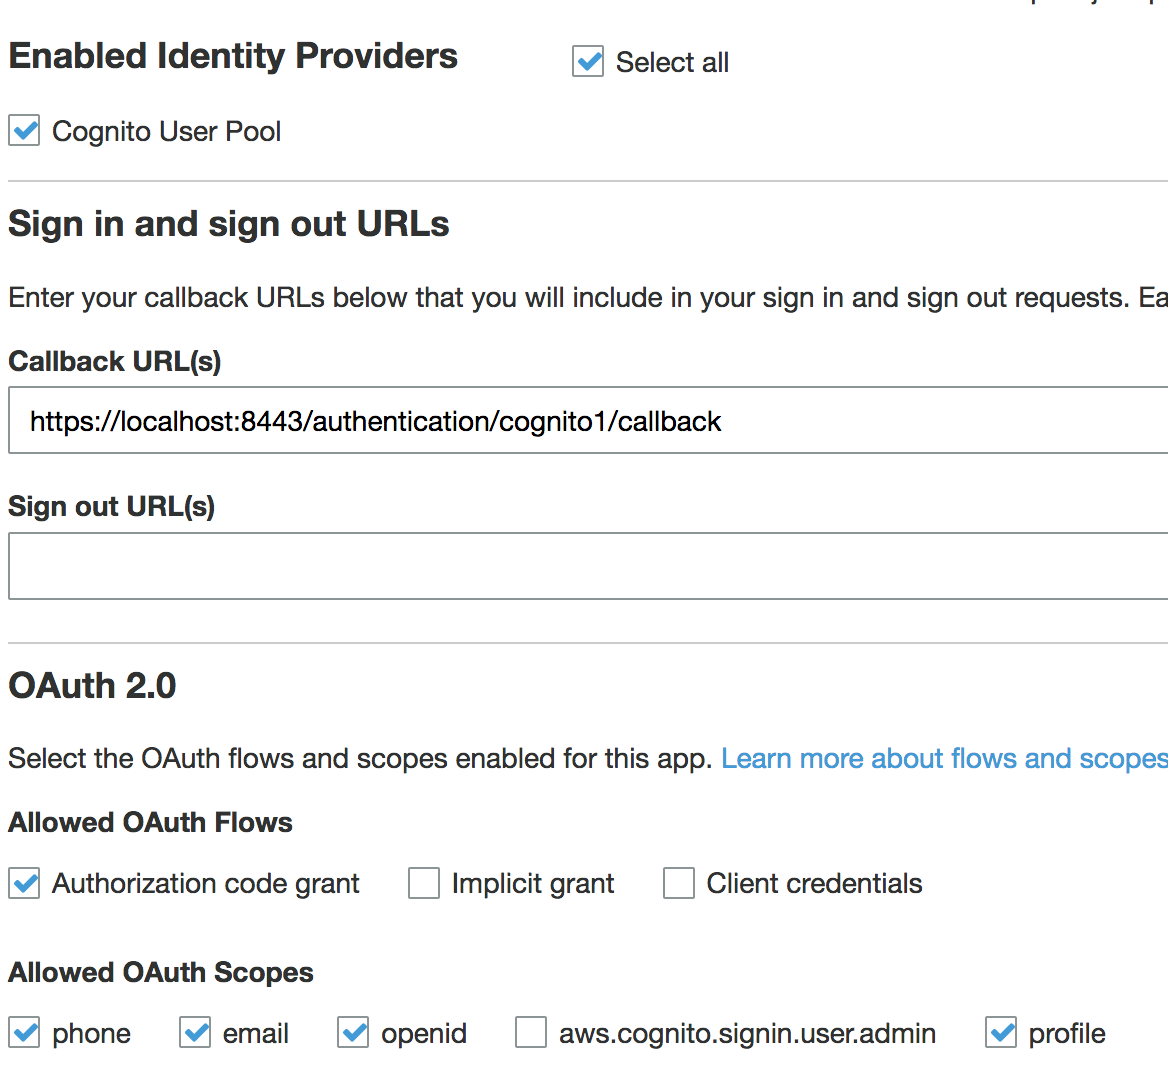 Enabled Identity Providers
Select all
Cognito User Pool
Sign in and sign out URLs
Enter your callback URLs below that you will include in your sign in and sign out requests. Ea
Callback URL(s)
https://localhost:8443/authentication/cognito1/callback
Sign out URL(s)
OAuth 2.0
Select the OAuth flows and scopes enabled for this app. Learn more about flows and scopes
Allowed OAuth Flows
Authorization code grant Implicit grant Client credentials
Allowed OAuth Scopes
phone email openid aws.cognito.signin.user.admin profile